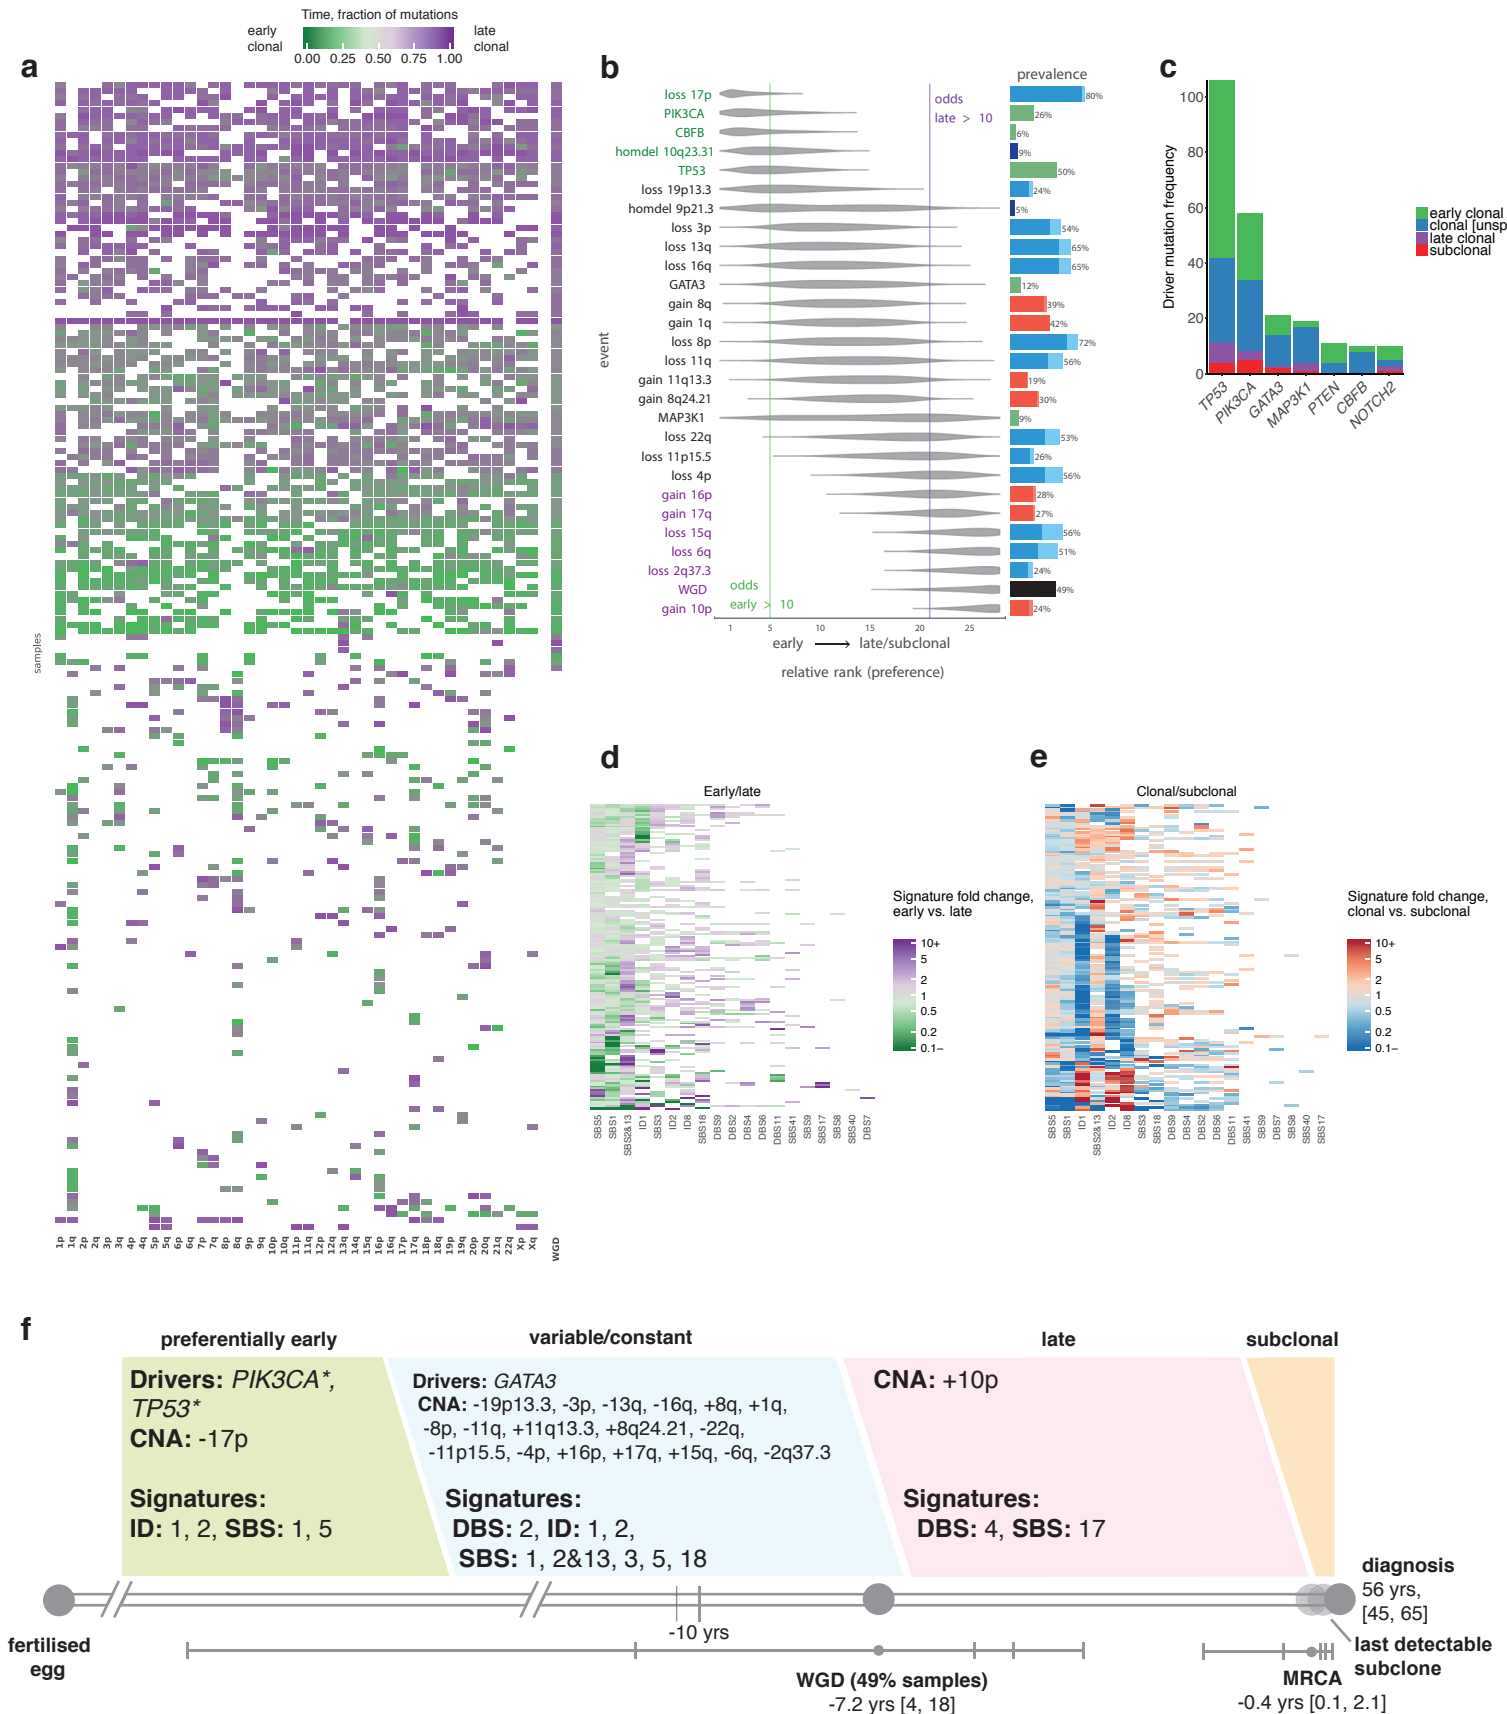 Time, fraction of mutations
early
clonal
late
clonal
0.00 0.25 0.50 0.75 1.00
a
samples
1p 1q 2p 2q 3p 3q 4p 4q 5p 5q 6p 6q 7p 7q 8p 8q 9p 9q 10p 10q 11p 11q 12p 12q 13q 14q 15q 16p 16q 17p 17q 18p 18q 19p 19q 20p 20q 21q 22q Xp Xq WGD
b
prevalence
event
loss 17p 80%
PIK3CA 26%
CBFB 6%
homdel 10q23.31 9%
TP53 50%
loss 19p13.3 24%
homdel 9p21.3 5%
loss 3p 54%
loss 13q 65%
loss 16q 65%
GATA3 12%
gain 8q 39%
gain 1q 42%
loss 8p 72%
loss 11q 56%
gain 11q13.3 19%
gain 8q24.21 30%
MAP3K1 9%
loss 22q 53%
loss 11p15.5 26%
loss 4p 56%
gain 16p 28%
gain 17q 27%
loss 15q 56%
loss 6q 51%
loss 2q37.3 24%
WGD 49%
gain 10p 24%
odds
late > 10
odds
early > 10
1 5 10 15 20 25
early late/subclonal
relative rank (preference)
c
Driver mutation frequency
100
80
60
40
20
0
TP53 PIK3CA GATA3 MAP3K1 PTEN CBFB NOTCH2
early clonal
clonal [unsp
late clonal
subclonal
d
Early/late
Signature fold change,
early vs. late
10+
5
2
1
0.5
0.2
0.1−
SBS5 SBS1 SBS2&13 ID1 SBS3 ID2 ID8 SBS18 DBS9 DBS2 DBS4 DBS6 DBS11 SBS41 SBS9 SBS17 SBS8 SBS40 DBS7
e
Clonal/subclonal
Signature fold change,
clonal vs. subclonal
10+
5
2
1
0.5
0.2
0.1−
SBS5 SBS1 ID1 SBS2&13 ID2 ID8 SBS3 SBS18 DBS9 DBS4 DBS2 DBS6 DBS11 SBS41 SBS9 DBS7 SBS8 SBS40 SBS17
f
preferentially early
variable/constant
late
subclonal
Drivers: PIK3CA*,
TP53*
CNA: -17p
Signatures:
ID: 1, 2, SBS: 1, 5
Drivers: GATA3
CNA: -19p13.3, -3p, -13q, -16q, +8q, +1q,
-8p, -11q, +11q13.3, +8q24.21, -22q,
-11p15.5, -4p, +16p, +17q, +15q, -6q, -2q37.3
Signatures:
DBS: 2, ID: 1, 2,
SBS: 1, 2&13, 3, 5, 18
CNA: +10p
Signatures:
DBS: 4, SBS: 17
diagnosis
56 yrs,
[45, 65]
fertilised
egg
-10 yrs
WGD (49% samples)
-7.2 yrs [4, 18]
MRCA
-0.4 yrs [0.1, 2.1]
last detectable
subclone